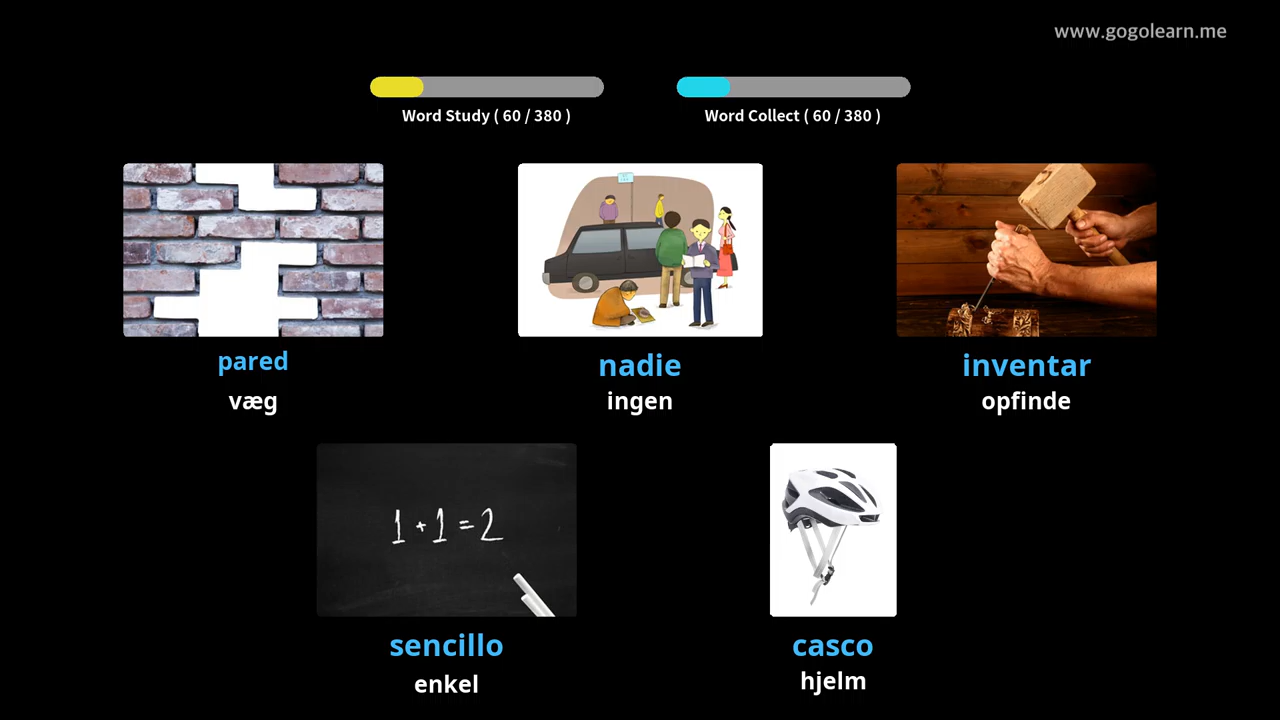 www.gogolearn.me
Word Study ( 60 / 380 )
Word Collect ( 60 / 380 )
pared
væg
nadie
ingen
inventar
opfinde
1 + 1 = 2
sencillo
enkel
casco
hjelm